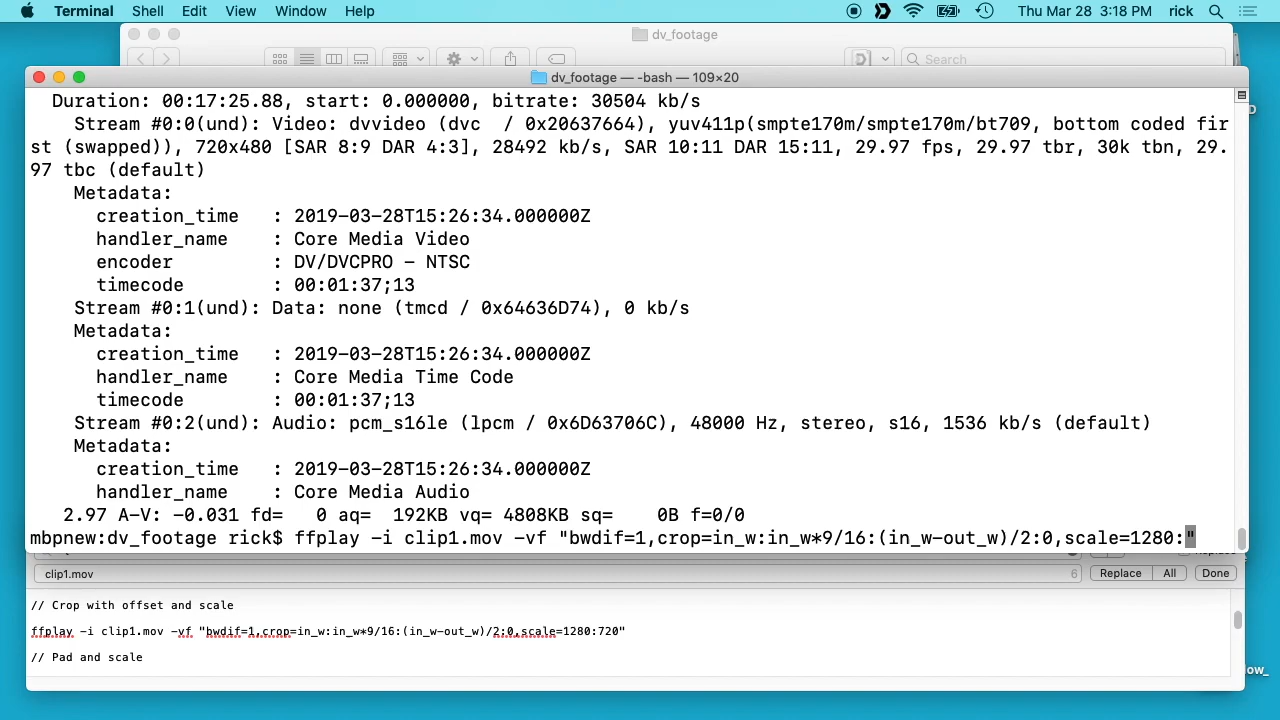 Terminal Shell Edit View Window Help Thu Mar 28 3:18 PM rick
dv_footage
Search
dv_footage — -bash — 109×20
Duration: 00:17:25.88, start: 0.000000, bitrate: 30504 kb/s
Stream #0:0(und): Video: dvvideo (dvc  / 0x20637664), yuv411p(smpte170m/smpte170m/bt709, bottom coded fir
st (swapped)), 720x480 [SAR 8:9 DAR 4:3], 28492 kb/s, SAR 10:11 DAR 15:11, 29.97 fps, 29.97 tbr, 30k tbn, 29.
97 tbc (default)
Metadata:
creation_time   : 2019-03-28T15:26:34.000000Z
handler_name    : Core Media Video
encoder         : DV/DVCPRO - NTSC
timecode        : 00:01:37;13
Stream #0:1(und): Data: none (tmcd / 0x64636D74), 0 kb/s
Metadata:
creation_time   : 2019-03-28T15:26:34.000000Z
handler_name    : Core Media Time Code
timecode        : 00:01:37;13
Stream #0:2(und): Audio: pcm_s16le (lpcm / 0x6D63706C), 48000 Hz, stereo, s16, 1536 kb/s (default)
Metadata:
creation_time   : 2019-03-28T15:26:34.000000Z
handler_name    : Core Media Audio
2.97 A-V: -0.031 fd=   0 aq=  192KB vq= 4808KB sq=    0B f=0/0
mbpnew:dv_footage rick$ ffplay -i clip1.mov -vf "bwdif=1,crop=in_w:in_w*9/16:(in_w-out_w)/2:0,scale=1280:"
clip1.mov 6 Replace All Done
// Crop with offset and scale
ffplay -i clip1.mov -vf "bwdif=1,crop=in_w:in_w*9/16:(in_w-out_w)/2:0,scale=1280:720"
// Pad and scale